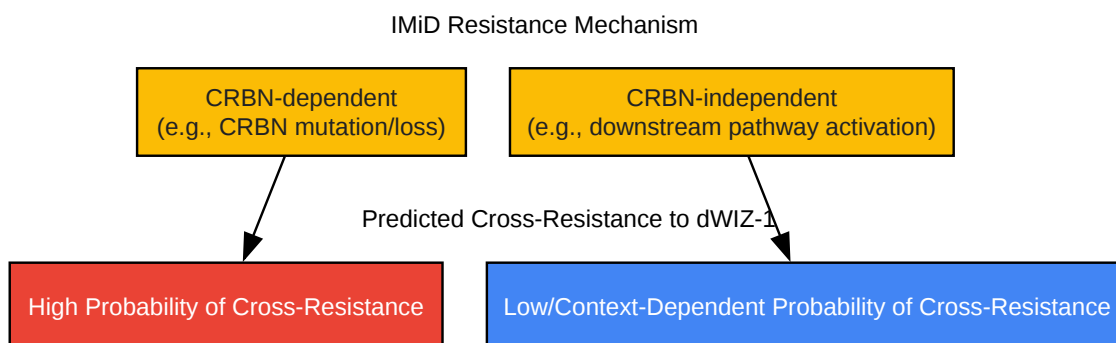 IMiD Resistance Mechanism
CRBN-dependent
(e.g., CRBN mutation/loss)
CRBN-independent
(e.g., downstream pathway activation)
Predicted Cross-Resistance to dWIZ-1
High Probability of Cross-Resistance
Low/Context-Dependent Probability of Cross-Resistance